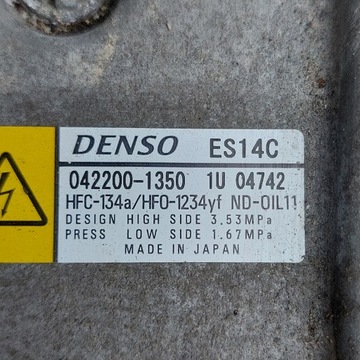 DENSO ES14C
042200-1350 1U 04742
HFC-134a/HFO-1234yf ND-OIL11
DESIGN HIGH SIDE 3.53MPa
PRESS LOW SIDE 1.67MPa
MADE IN JAPAN